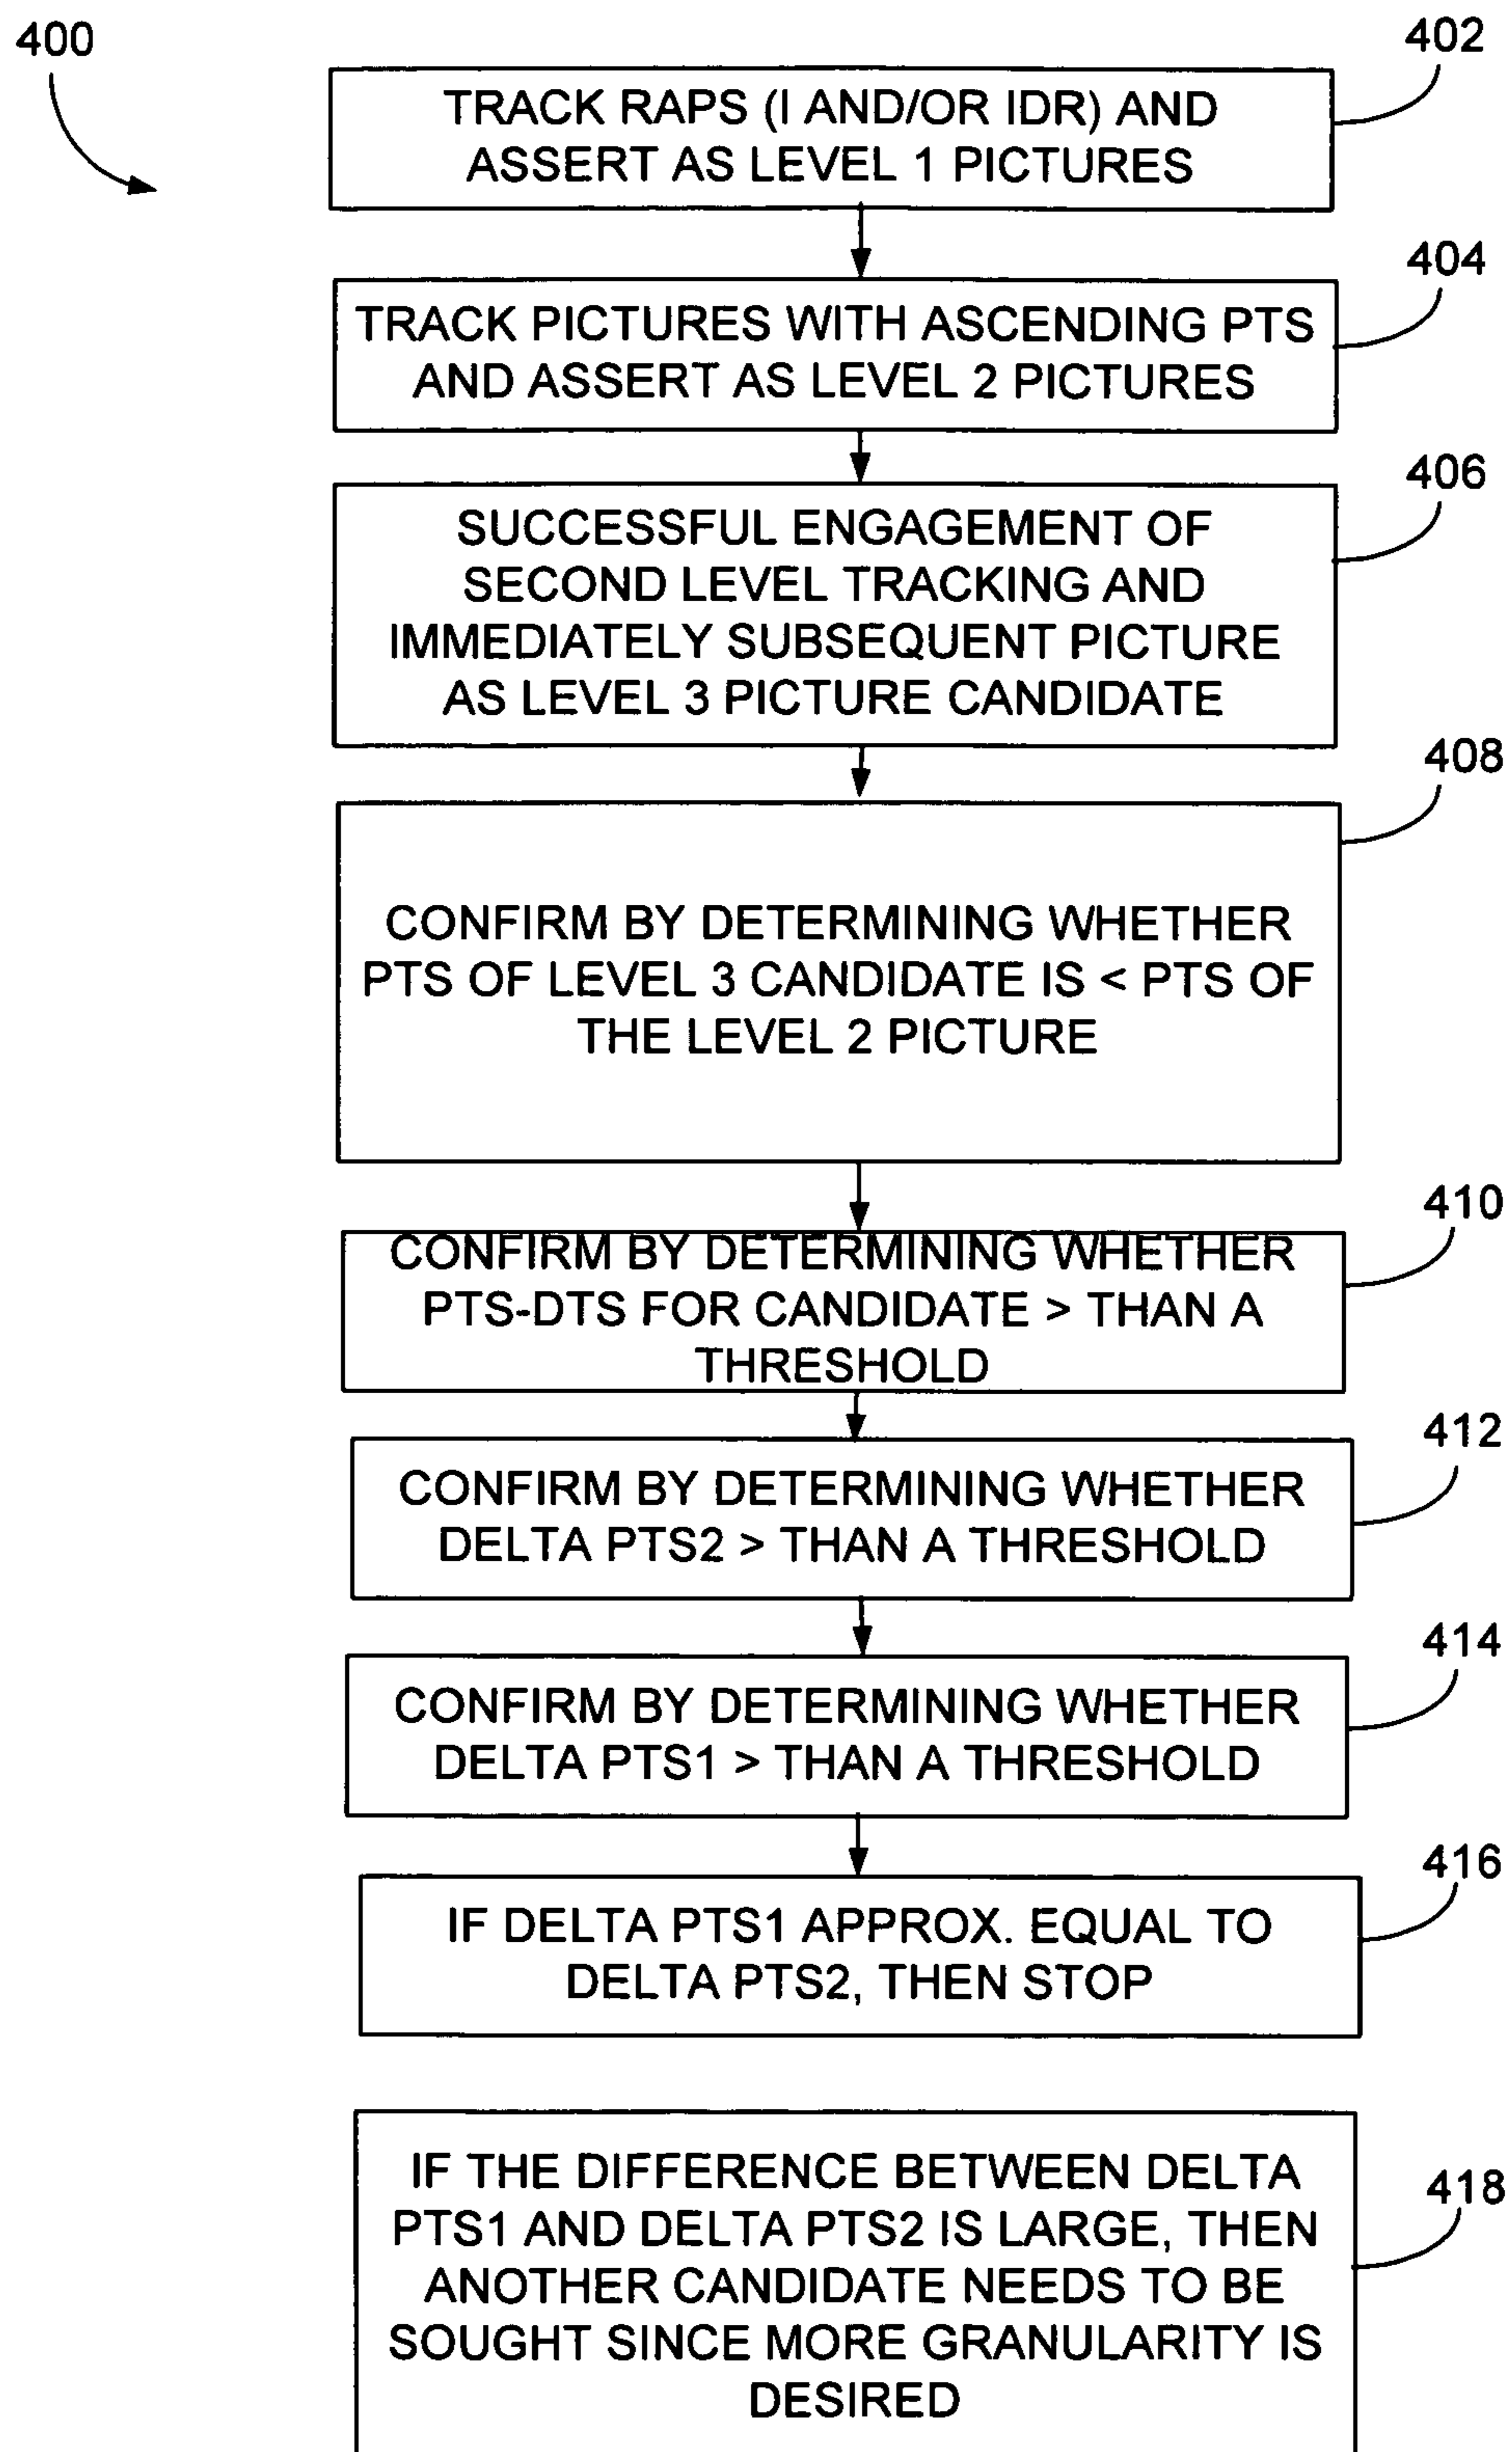 400
402
TRACK RAPS (I AND/OR IDR) AND
ASSERT AS LEVEL 1 PICTURES
404
TRACK PICTURES WITH ASCENDING PTS
AND ASSERT AS LEVEL 2 PICTURES
406
SUCCESSFUL ENGAGEMENT OF
SECOND LEVEL TRACKING AND
IMMEDIATELY SUBSEQUENT PICTURE
AS LEVEL 3 PICTURE CANDIDATE
408
CONFIRM BY DETERMINING WHETHER
PTS OF LEVEL 3 CANDIDATE IS < PTS OF
THE LEVEL 2 PICTURE
410
CONFIRM BY DETERMINING WHETHER
PTS-DTS FOR CANDIDATE > THAN A
THRESHOLD
412
CONFIRM BY DETERMINING WHETHER
DELTA PTS2 > THAN A THRESHOLD
414
CONFIRM BY DETERMINING WHETHER
DELTA PTS1 > THAN A THRESHOLD
416
IF DELTA PTS1 APPROX. EQUAL TO
DELTA PTS2, THEN STOP
418
IF THE DIFFERENCE BETWEEN DELTA
PTS1 AND DELTA PTS2 IS LARGE, THEN
ANOTHER CANDIDATE NEEDS TO BE
SOUGHT SINCE MORE GRANULARITY IS
DESIRED